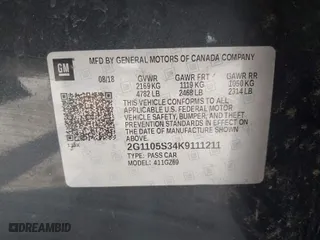 GM
MFD BY GENERAL MOTORS OF CANADA COMPANY
08/18 GVWR GAWR FRT GAWR RR
2169 KG 1119 KG 1050 KG
4782 LB 2468 LB 2314 LB
THIS VEHICLE CONFORMS TO ALL
APPLICABLE U.S. FEDERAL MOTOR
VEHICLE SAFETY, BUMPER, AND THEFT
PREVENTION STANDARDS IN EFFECT ON
THE DATE OF MANUFACTURE SHOWN
ABOVE.
2G1105S34K9111211
TYPE: PASS CAR
MODEL: 411GZ69
DREAMBID